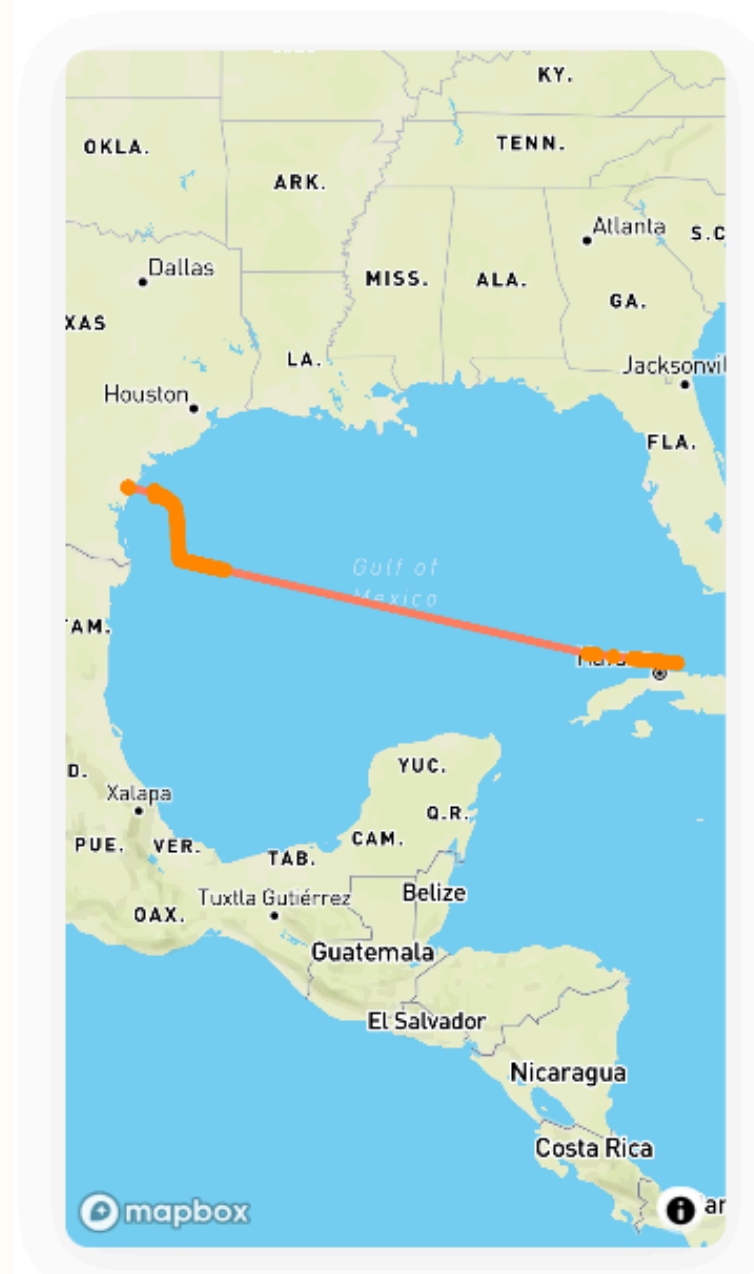 KY.
OKLA.
TENN.
ARK.
Atlanta
S.C
Dallas
MISS.
ALA.
GA.
XAS
LA.
Jacksonvil
Houston
FLA.
Gulf of
Mexico
TAM.
YUC.
D.
Xalapa
Q.R.
PUE.
VER.
CAM.
TAB.
Tuxtla Gutiérrez
Belize
OAX.
Guatemala
El Salvador
Nicaragua
Costa Rica
mapbox
i
ar